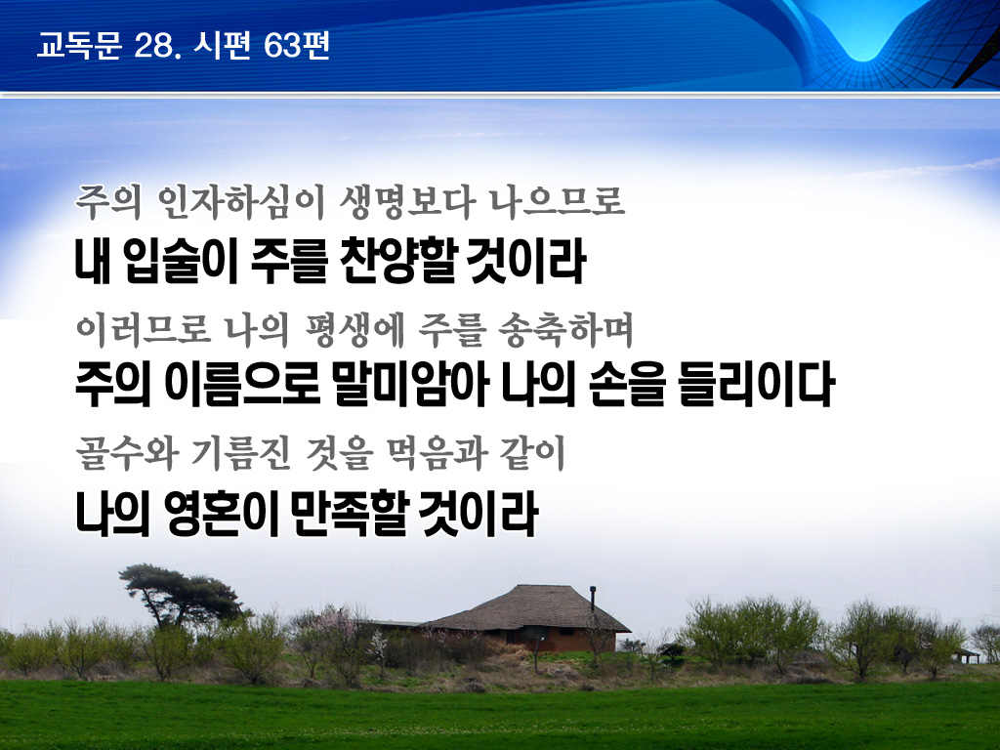 교독문 28. 시편 63편
주의 인자하심이 생명보다 나으므로
내 입술이 주를 찬양할 것이라
이러므로 나의 평생에 주를 송축하며
주의 이름으로 말미암아 나의 손을 들리이다
골수와 기름진 것을 먹음과 같이
나의 영혼이 만족할 것이라